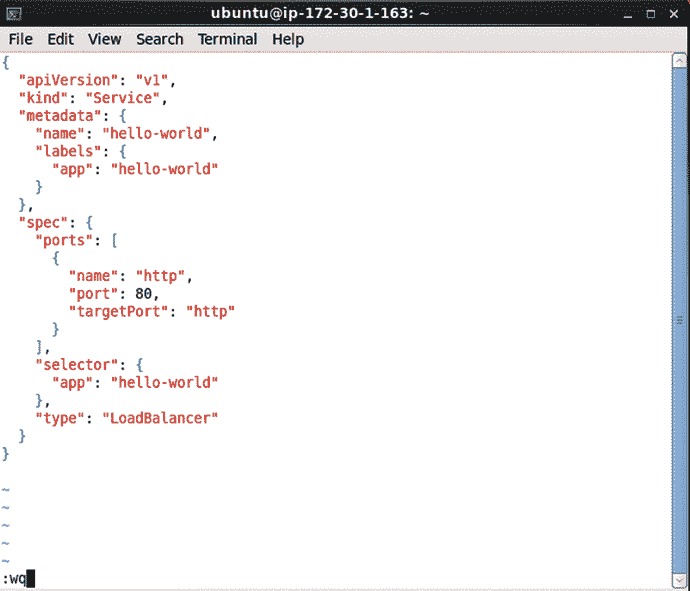 ubuntu@ip-172-30-1-163: ~
File Edit View Search Terminal Help
{
  "apiVersion": "v1",
  "kind": "Service",
  "metadata": {
    "name": "hello-world",
    "labels": {
      "app": "hello-world"
    }
  },
  "spec": {
    "ports": [
      {
        "name": "http",
        "port": 80,
        "targetPort": "http"
      }
    ],
    "selector": {
      "app": "hello-world"
    },
    "type": "LoadBalancer"
  }
}
~
~
~
~
~
:wq